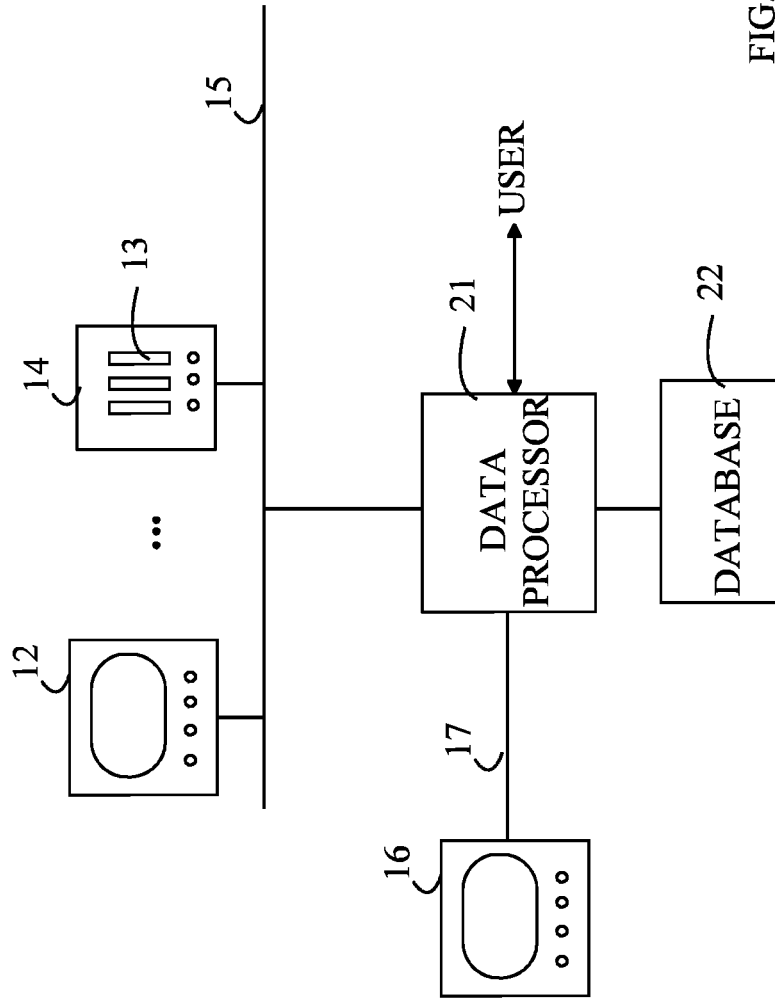 12
...
14
13
15
16
17
DATA
PROCESSOR
21
USER
DATABASE
22
FIG.